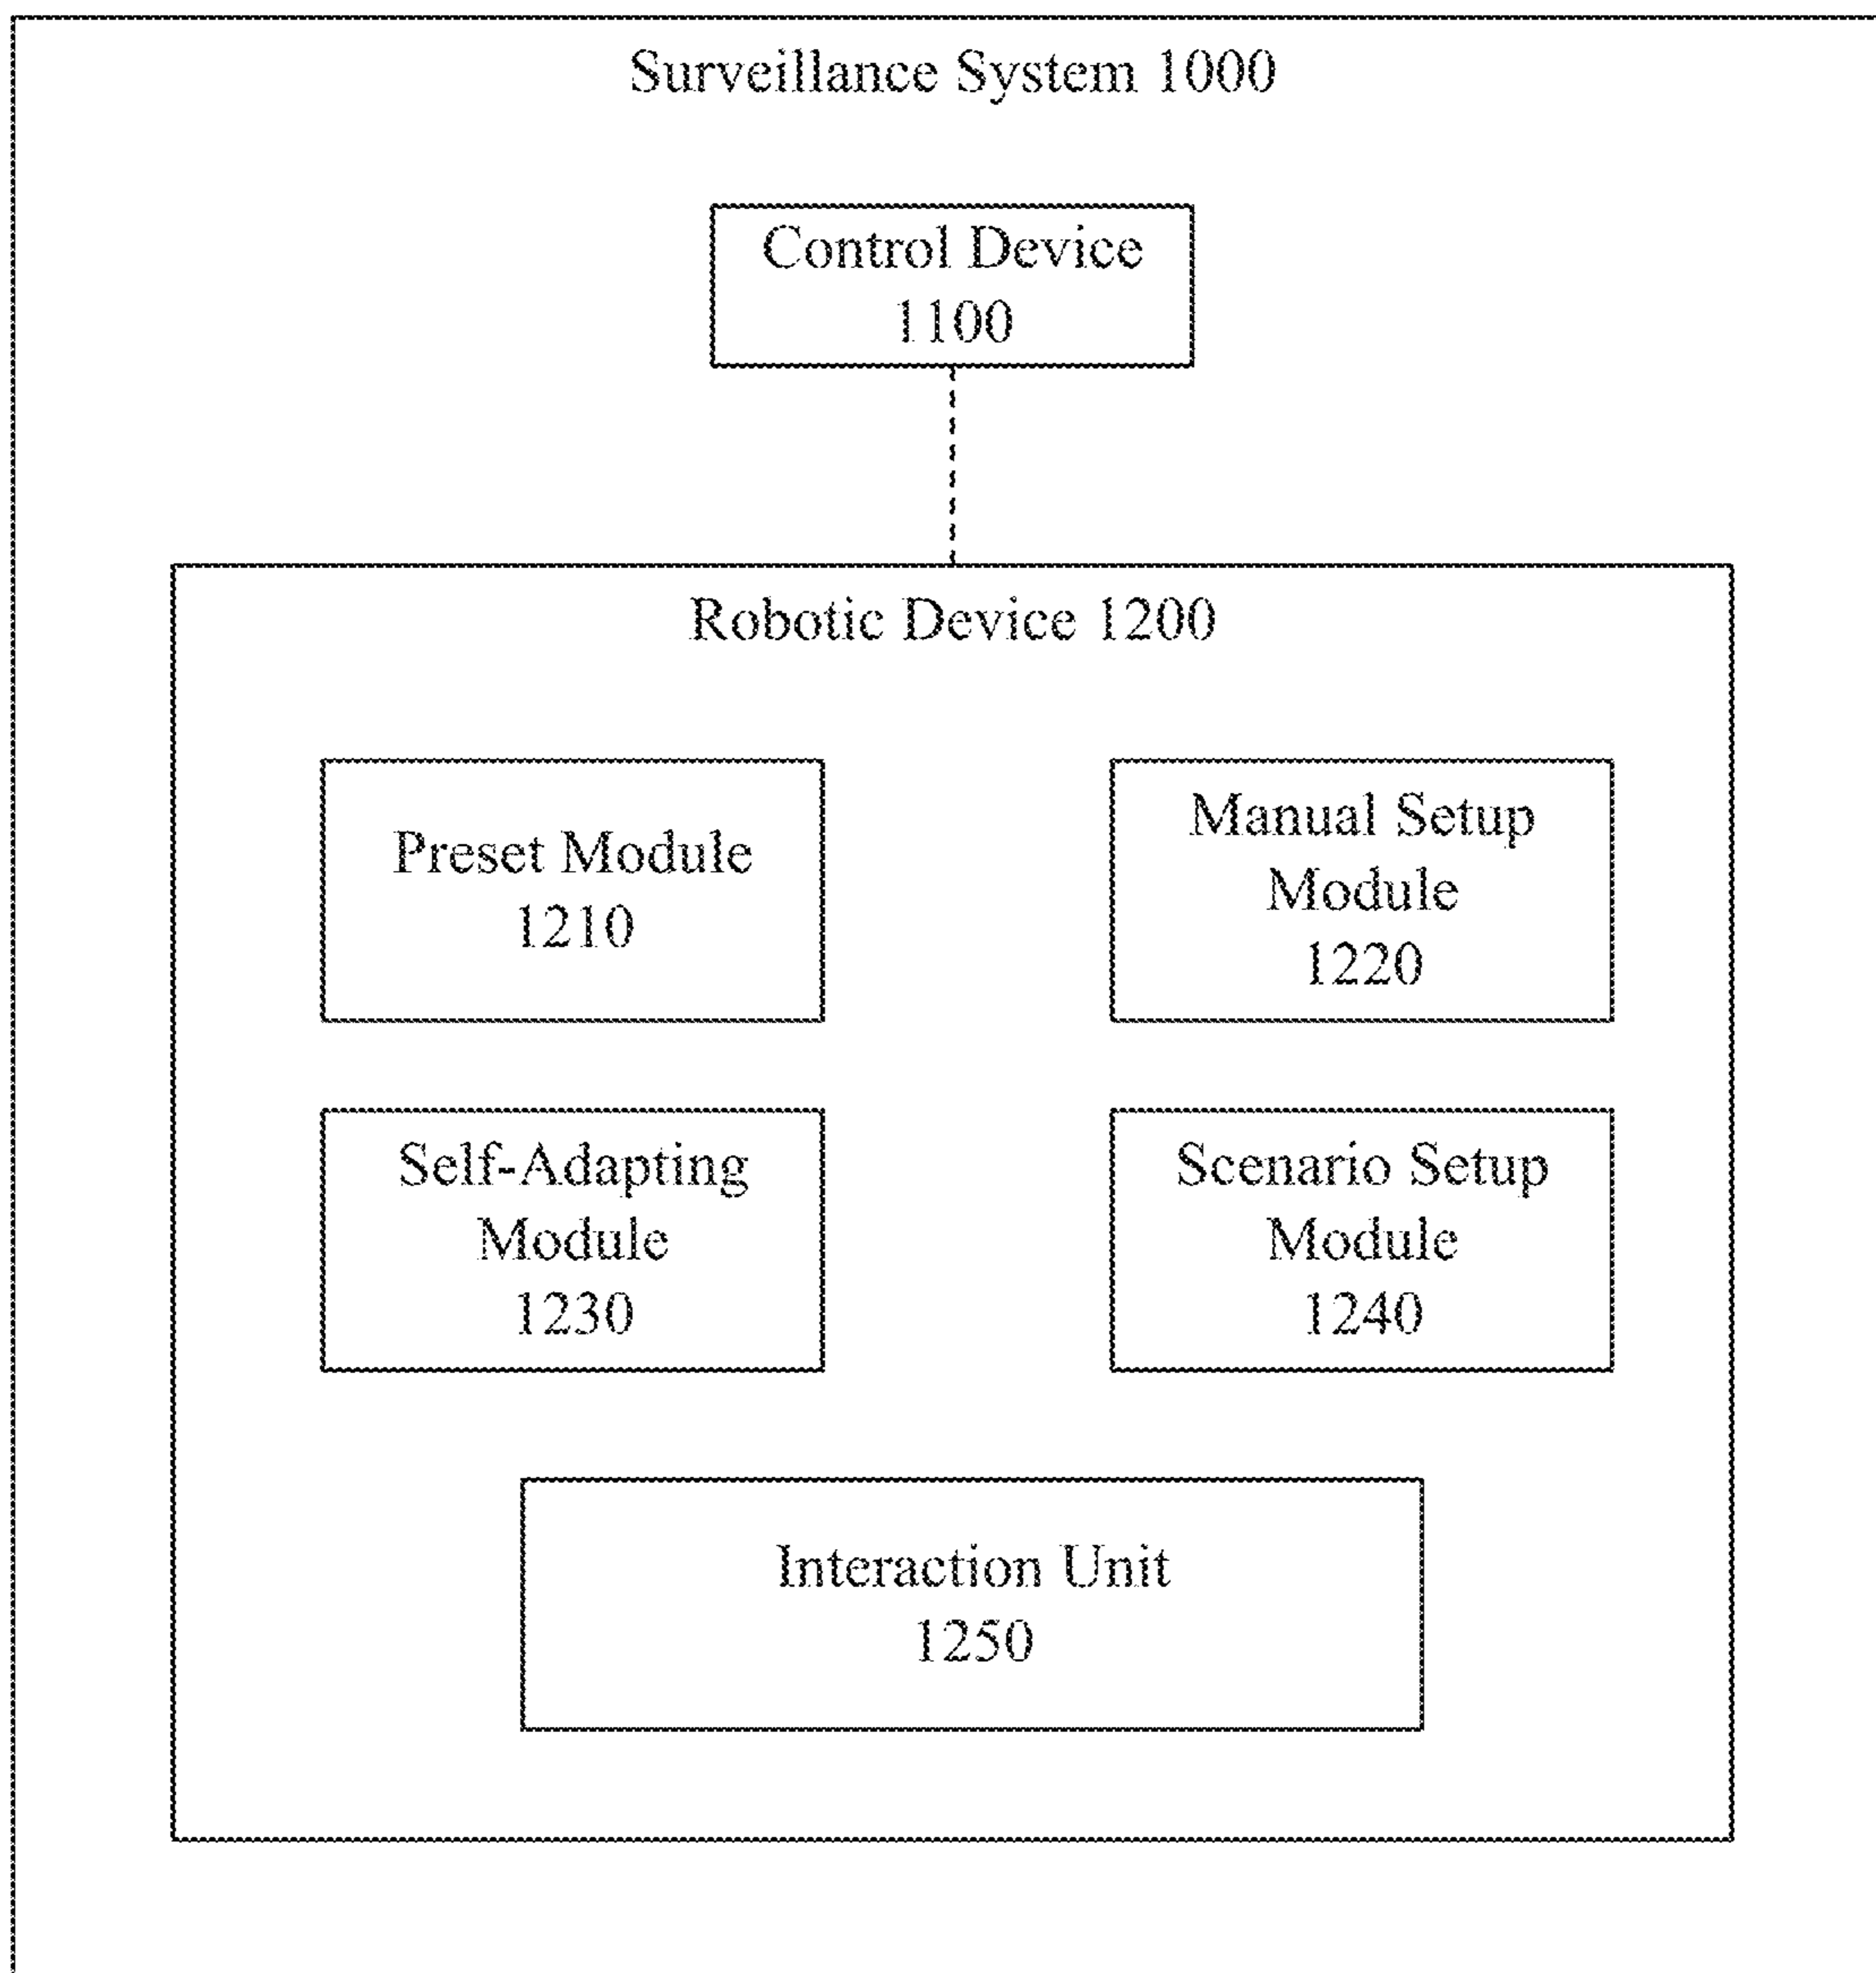 Surveillance System 1000
Control Device
1100
Robotic Device 1200
Preset Module
1210
Manual Setup
Module
1220
Self-Adapting
Module
1230
Scenario Setup
Module
1240
Interaction Unit
1250